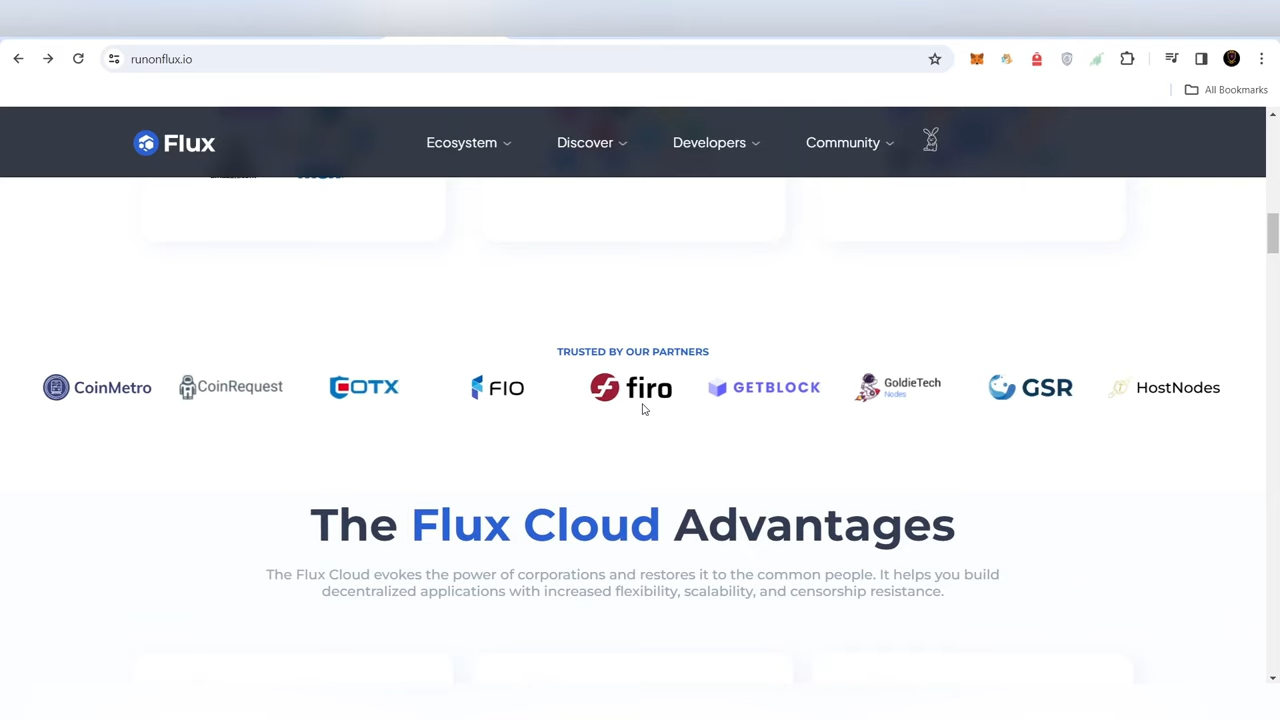 runonflux.io
All Bookmarks
Flux
Ecosystem
Discover
Developers
Community
TRUSTED BY OUR PARTNERS
CoinMetro
CoinRequest
COTX
FIO
firo
GETBLOCK
GoldieTech
Nodes
GSR
HostNodes
The Flux Cloud Advantages
The Flux Cloud evokes the power of corporations and restores it to the common people. It helps you build
decentralized applications with increased flexibility, scalability, and censorship resistance.